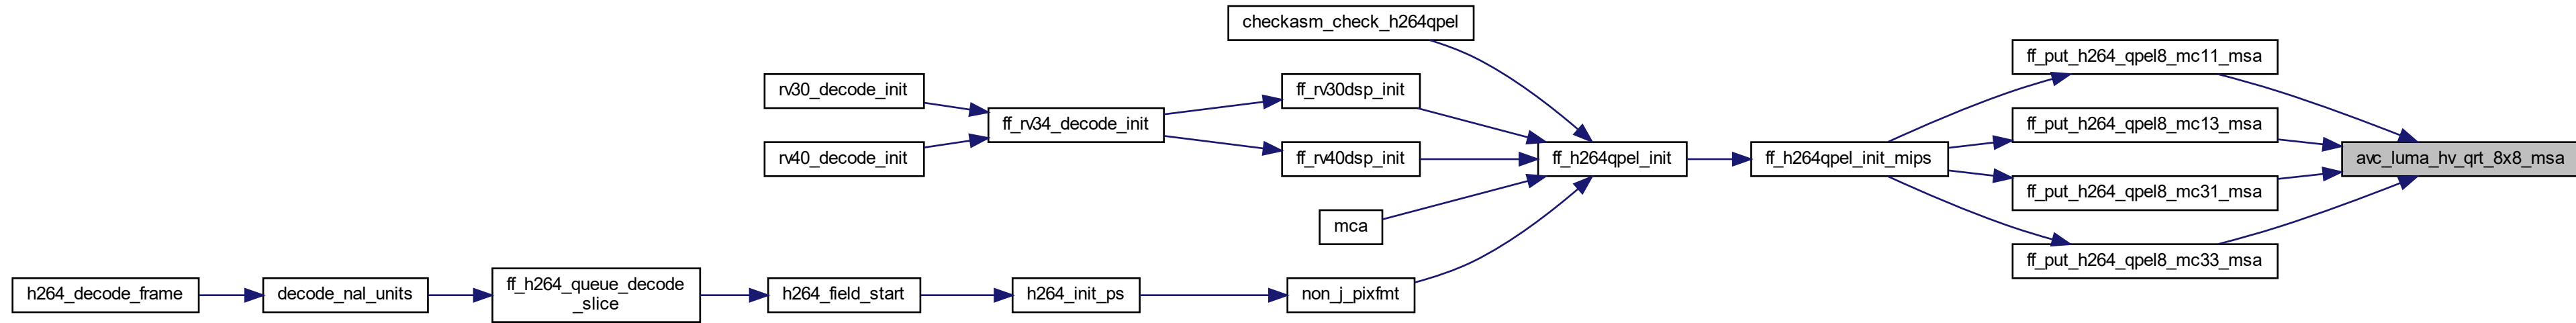 checkasm_check_h264qpel
ff_put_h264_qpel8_mc11_msa
rv30_decode_init
ff_rv30dsp_init
ff_rv34_decode_init
ff_put_h264_qpel8_mc13_msa
rv40_decode_init
ff_rv40dsp_init
ff_h264qpel_init
ff_h264qpel_init_mips
avc_luma_hv_qrt_8x8_msa
ff_put_h264_qpel8_mc31_msa
mca
ff_put_h264_qpel8_mc33_msa
h264_decode_frame
decode_nal_units
ff_h264_queue_decode
_slice
h264_field_start
h264_init_ps
non_j_pixfmt